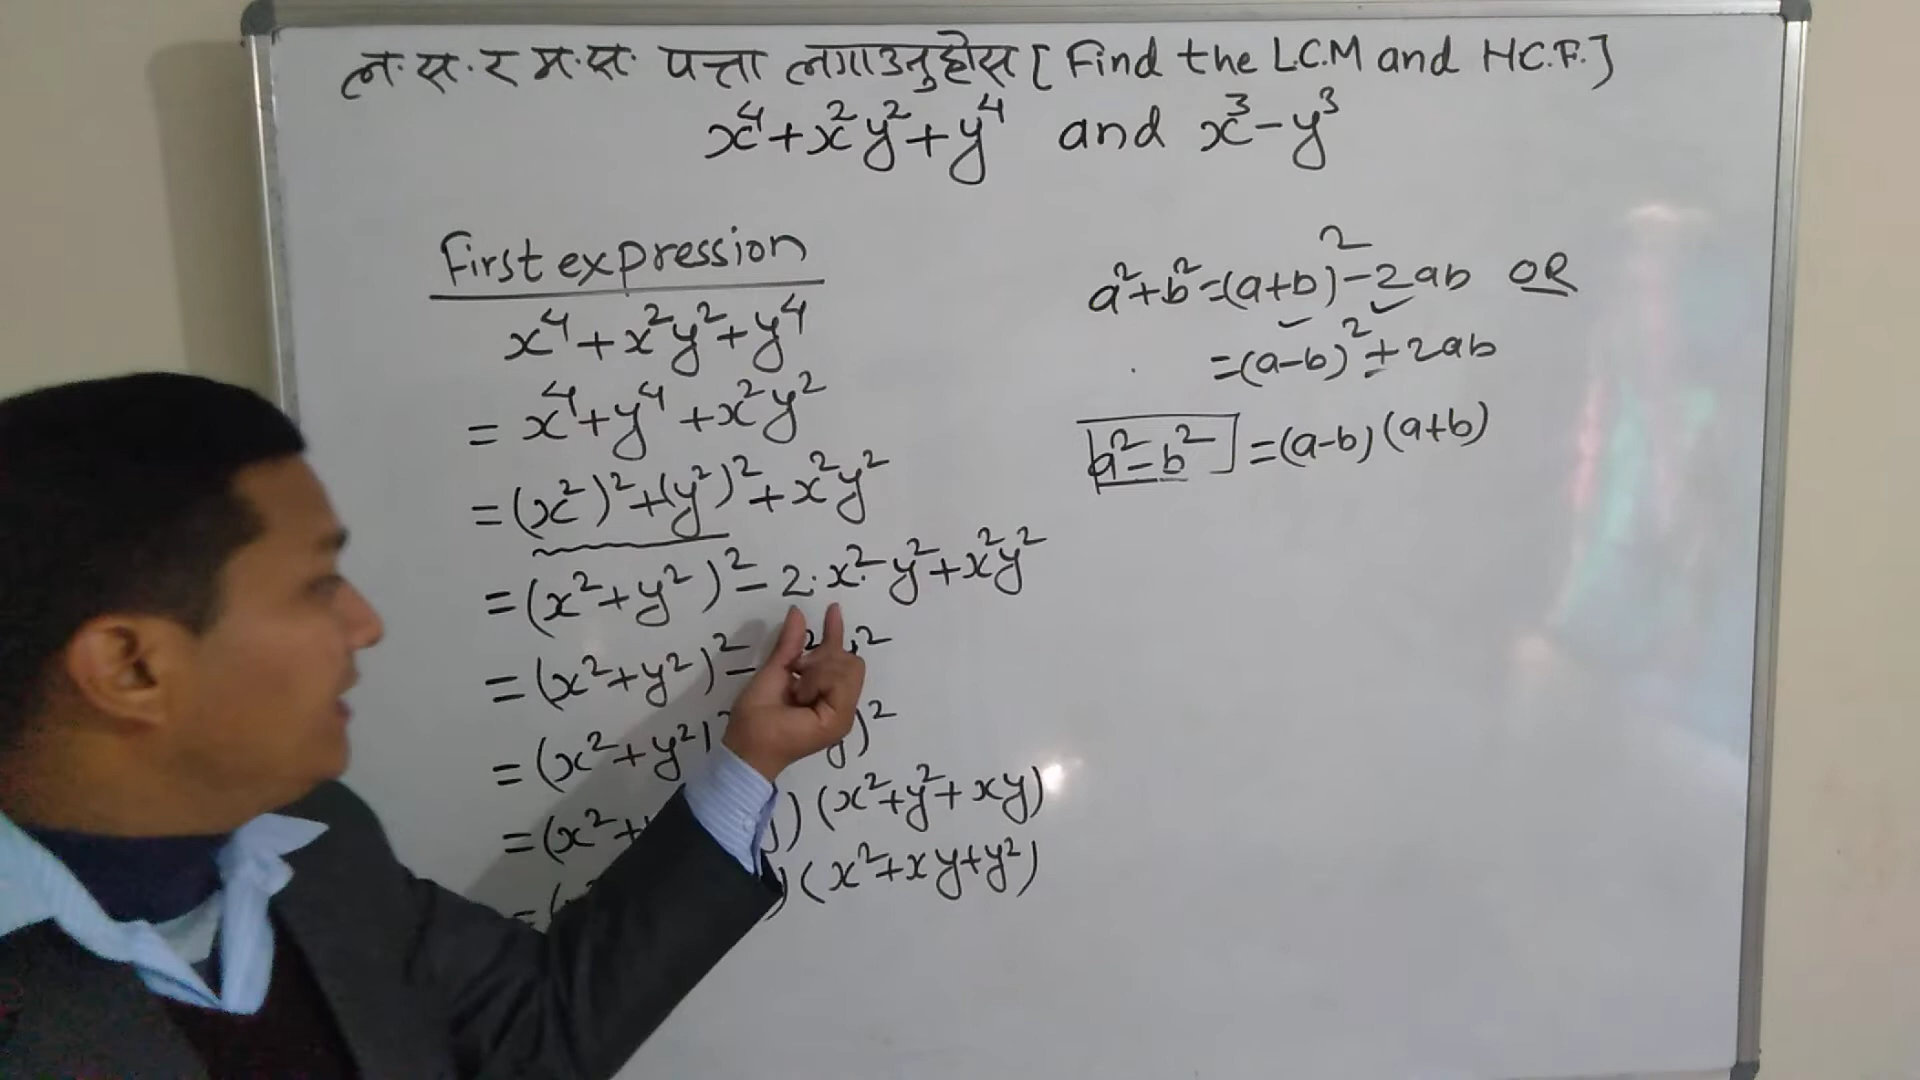 ल.स.र म.स. पत्ता लगाउनुहोस [Find the L.C.M and H.C.F.]
x⁴+x²y²+y⁴ and x³-y³
First expression
x⁴+x²y²+y⁴
= x⁴+y⁴+x²y²
=(x²)²+(y²)²+x²y²
=(x²+y²)²-2.x².y²+x²y²
=(x²+y²)²-
=(x²+y²)² y)²
=(x²+ y)(x²+y²+xy)
=( )(x²+xy+y²)
a²+b²=(a+b)²-2ab OR
=(a-b)²+2ab
a²-b²=(a-b)(a+b)